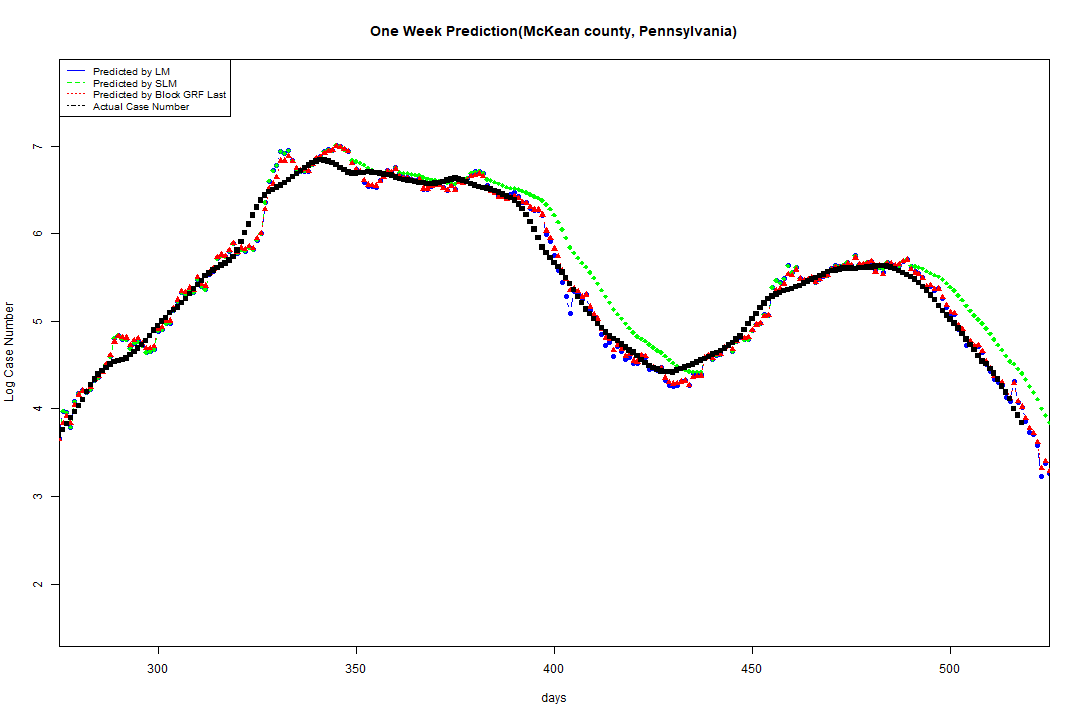 One Week Prediction(McKean county, Pennsylvania)
Predicted by LM
Predicted by SLM
Predicted by Block GRF Last
Actual Case Number
7
6
5
4
3
2
Log Case Number
300 350 400 450 500
days